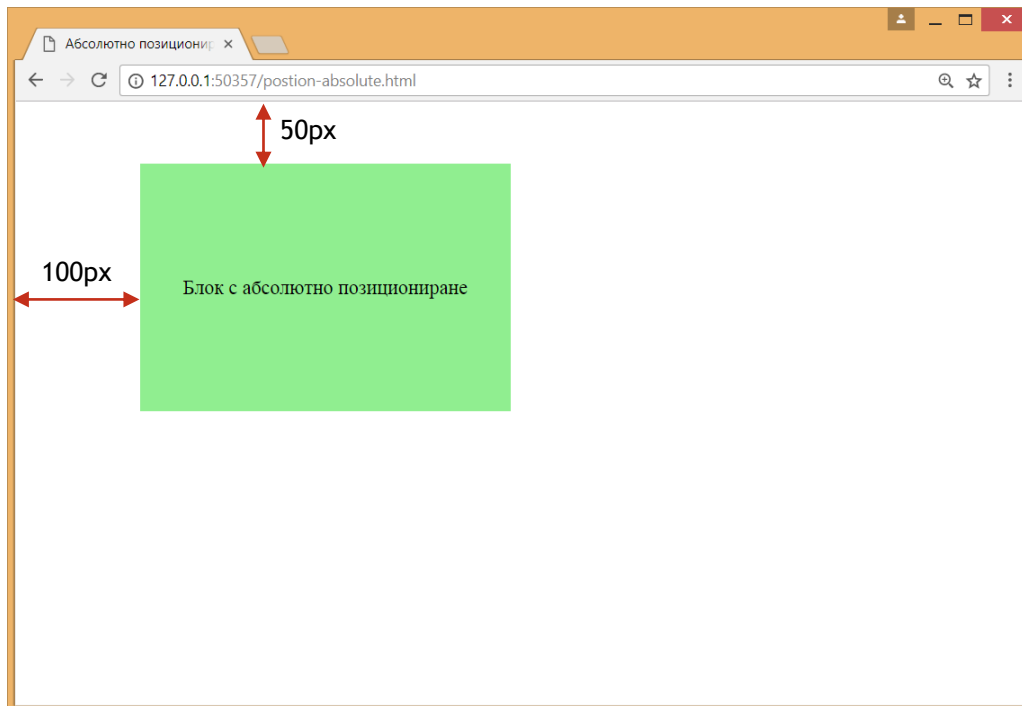 Абсолютно позиционир
127.0.0.1:50357/postion-absolute.html
50px
100px
Блок с абсолютно позициониране